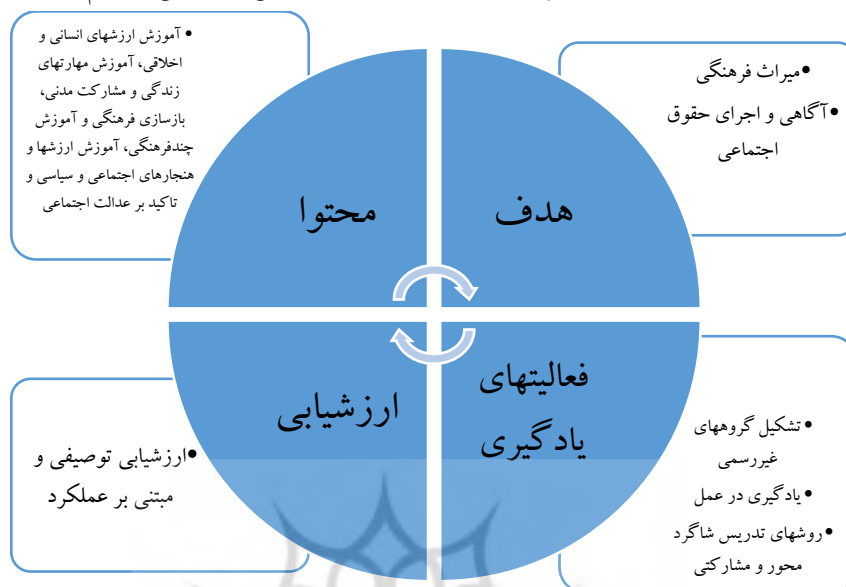 • میراث فرهنگی
• آگاهی و اجرای حقوق
اجتماعی
هدف
• آموزش ارزشهای انسانی و
اخلاقی، آموزش مهارتهای
زندگی و مشارکت مدنی،
بازسازی فرهنگی و آموزش
چندفرهنگی، آموزش ارزشها و
هنجارهای اجتماعی و سیاسی و
تاکید بر عدالت اجتماعی
محتوا
فعالیتهای
یادگیری
• تشکیل گروههای
غیررسمی
• یادگیری در عمل
• روشهای تدریس شاگرد
محور و مشارکتی
ارزشیابی
• ارزشیابی توصیفی و
مبتنی بر عملکرد